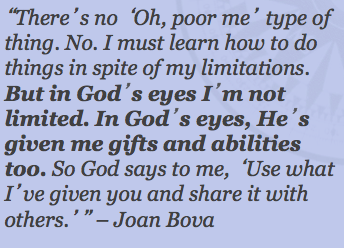 “There’s no ‘Oh, poor me’ type of
thing. No. I must learn how to do
things in spite of my limitations.
But in God’s eyes I’m not
limited. In God’s eyes, He’s
given me gifts and abilities
too. So God says to me, ‘Use what
I’ve given you and share it with
others.’ ” – Joan Bova